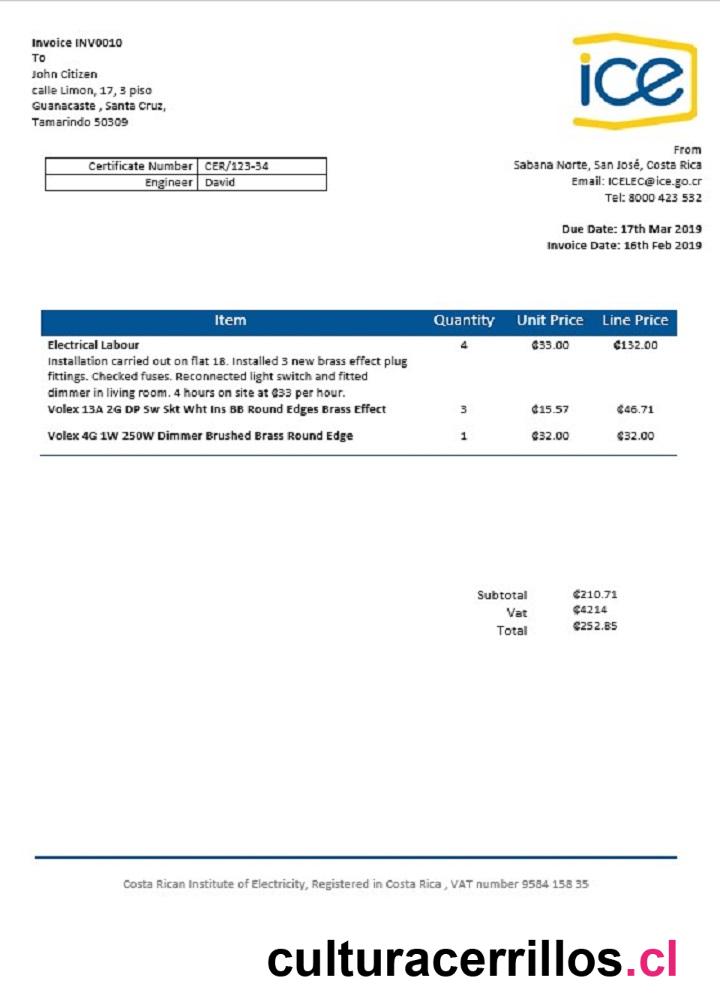 Invoice INV0010
To
John Citizen
calle Limon, 17, 3 piso
Guanacaste , Santa Cruz,
Tamarindo 50309
ice
Certificate Number CER/123-34
Engineer David
From
Sabana Norte, San José, Costa Rica
Email: ICELEC@ice.go.cr
Tel: 8000 423 532
Due Date: 17th Mar 2019
Invoice Date: 16th Feb 2019
Item Quantity Unit Price Line Price
Electrical Labour 4 ₡33.00 ₡132.00
Installation carried out on flat 18. Installed 3 new brass effect plug
fittings. Checked fuses. Reconnected light switch and fitted
dimmer in living room. 4 hours on site at ₡33 per hour.
Volex 13A 2G DP Sw Skt Wht Ins BB Round Edges Brass Effect 3 ₡15.57 ₡46.71
Volex 4G 1W 250W Dimmer Brushed Brass Round Edge 1 ₡32.00 ₡32.00
Subtotal ₡210.71
Vat ₡4214
Total ₡252.85
Costa Rican Institute of Electricity, Registered in Costa Rica , VAT number 9584 158 35
culturacerrillos.cl